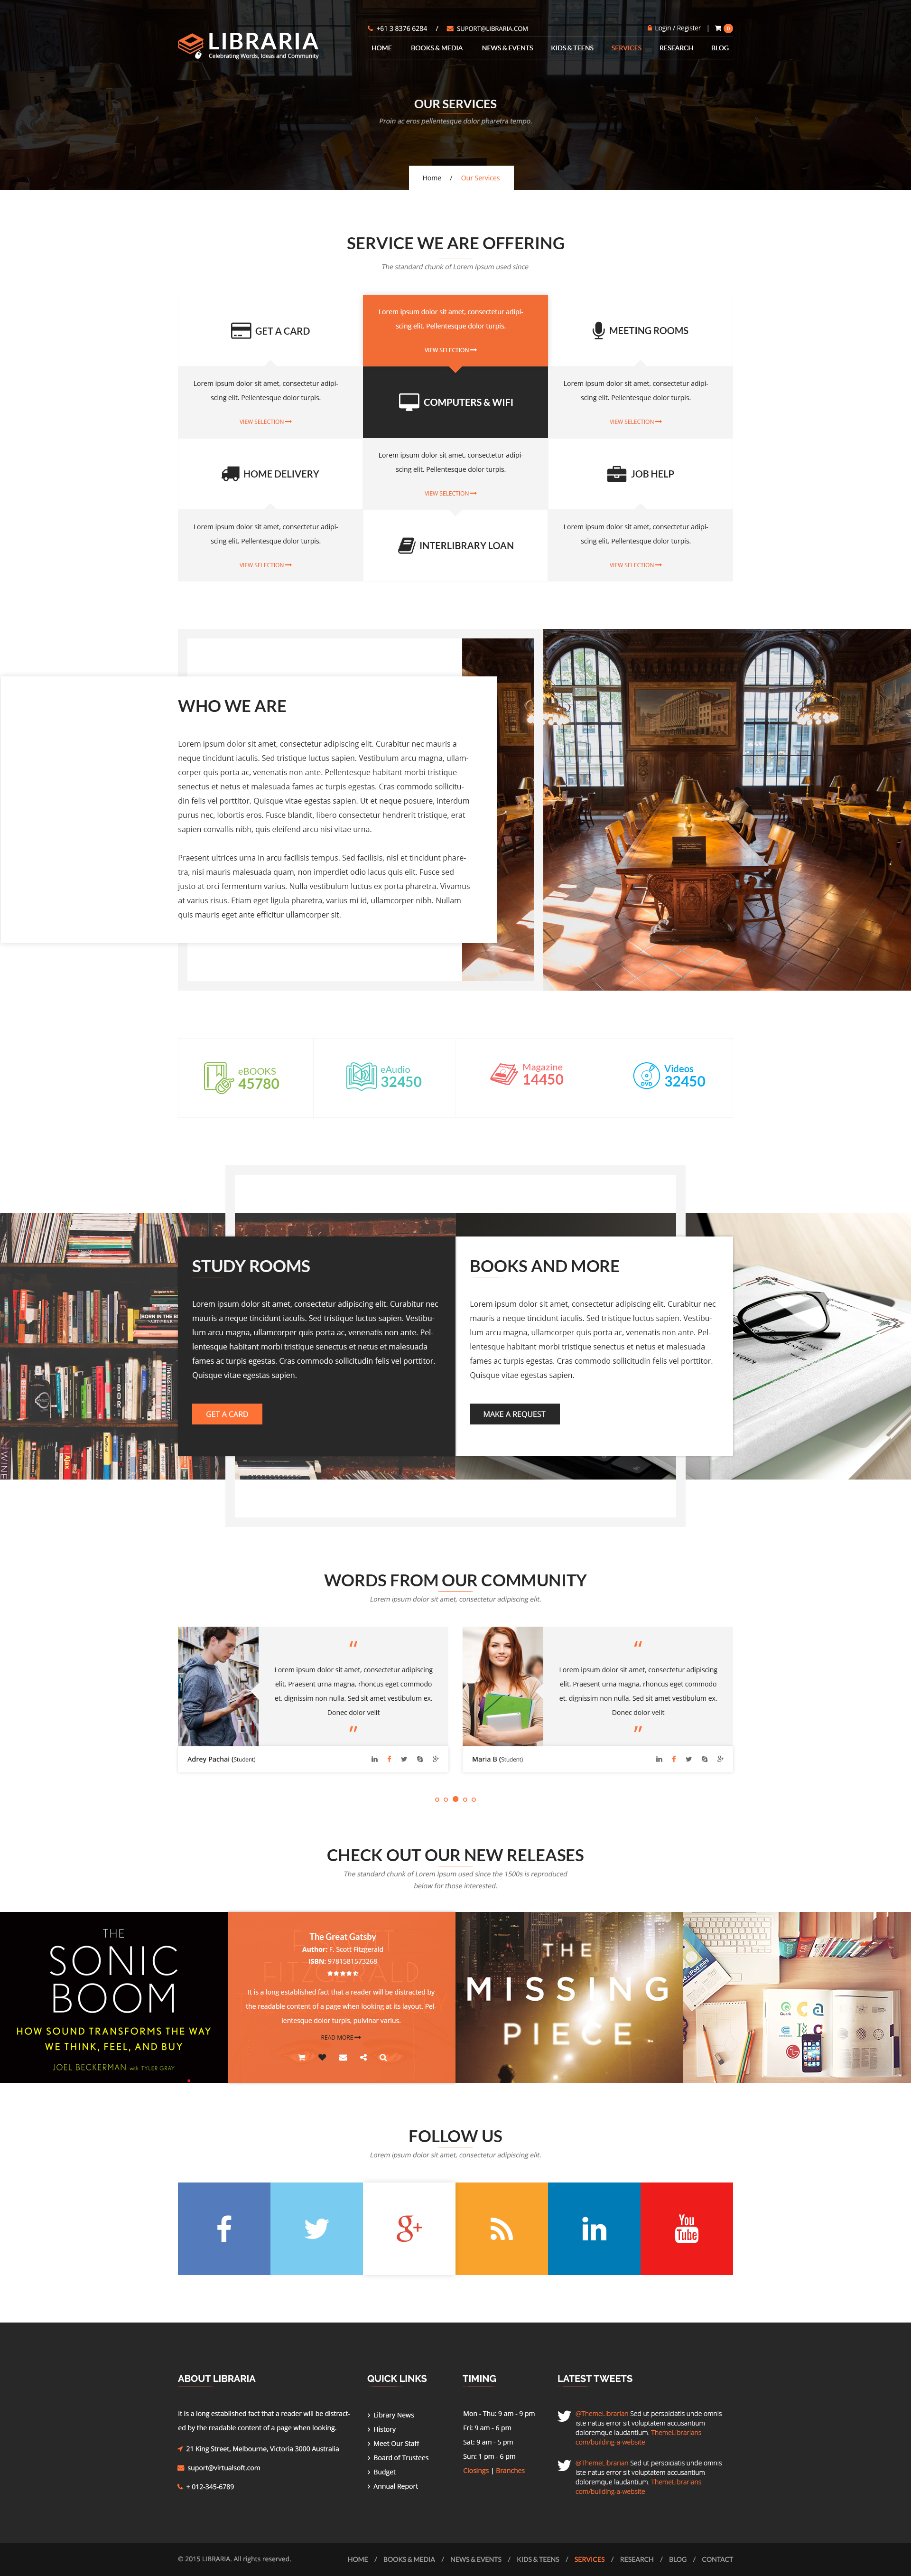 +61 3 8376 6284 / SUPORT@LIBRARIA.COM
Login / Register | 0
LIBRARIA
Celebrating Words, Ideas and Community
HOME BOOKS & MEDIA NEWS & EVENTS KIDS & TEENS SERVICES RESEARCH BLOG
OUR SERVICES
Proin ac eros pellentesque dolor pharetra tempo.
Home / Our Services
SERVICE WE ARE OFFERING
The standard chunk of Lorem Ipsum used since
GET A CARD
Lorem ipsum dolor sit amet, consectetur adipi-
scing elit. Pellentesque dolor turpis.
VIEW SELECTION
Lorem ipsum dolor sit amet, consectetur adipi-
scing elit. Pellentesque dolor turpis.
VIEW SELECTION
COMPUTERS & WIFI
MEETING ROOMS
Lorem ipsum dolor sit amet, consectetur adipi-
scing elit. Pellentesque dolor turpis.
VIEW SELECTION
HOME DELIVERY
Lorem ipsum dolor sit amet, consectetur adipi-
scing elit. Pellentesque dolor turpis.
VIEW SELECTION
Lorem ipsum dolor sit amet, consectetur adipi-
scing elit. Pellentesque dolor turpis.
VIEW SELECTION
INTERLIBRARY LOAN
JOB HELP
Lorem ipsum dolor sit amet, consectetur adipi-
scing elit. Pellentesque dolor turpis.
VIEW SELECTION
WHO WE ARE
Lorem ipsum dolor sit amet, consectetur adipiscing elit. Curabitur nec mauris a
neque tincidunt iaculis. Sed tristique luctus sapien. Vestibulum arcu magna, ullam-
corper quis porta ac, venenatis non ante. Pellentesque habitant morbi tristique
senectus et netus et malesuada fames ac turpis egestas. Cras commodo sollicitu-
din felis vel porttitor. Quisque vitae egestas sapien. Ut et neque posuere, interdum
purus nec, lobortis eros. Fusce blandit, libero consectetur hendrerit tristique, erat
sapien convallis nibh, quis eleifend arcu nisi vitae urna.
Praesent ultrices urna in arcu facilisis tempus. Sed facilisis, nisl et tincidunt phare-
tra, nisi mauris malesuada quam, non imperdiet odio lacus quis elit. Fusce sed
justo at orci fermentum varius. Nulla vestibulum luctus ex porta pharetra. Vivamus
at varius risus. Etiam eget ligula pharetra, varius mi id, ullamcorper nibh. Nullam
quis mauris eget ante efficitur ullamcorper sit.
eBOOKS
45780
eAudio
32450
Magazine
14450
DVD
Videos
32450
STUDY ROOMS
Lorem ipsum dolor sit amet, consectetur adipiscing elit. Curabitur nec
mauris a neque tincidunt iaculis. Sed tristique luctus sapien. Vestibu-
lum arcu magna, ullamcorper quis porta ac, venenatis non ante. Pel-
lentesque habitant morbi tristique senectus et netus et malesuada
fames ac turpis egestas. Cras commodo sollicitudin felis vel porttitor.
Quisque vitae egestas sapien.
GET A CARD
BOOKS AND MORE
Lorem ipsum dolor sit amet, consectetur adipiscing elit. Curabitur nec
mauris a neque tincidunt iaculis. Sed tristique luctus sapien. Vestibu-
lum arcu magna, ullamcorper quis porta ac, venenatis non ante. Pel-
lentesque habitant morbi tristique senectus et netus et malesuada
fames ac turpis egestas. Cras commodo sollicitudin felis vel porttitor.
Quisque vitae egestas sapien.
MAKE A REQUEST
WORDS FROM OUR COMMUNITY
Lorem ipsum dolor sit amet, consectetur adipiscing elit.
“
Lorem ipsum dolor sit amet, consectetur adipiscing
elit. Praesent urna magna, rhoncus eget commodo
et, dignissim non nulla. Sed sit amet vestibulum ex.
Donec dolor velit
”
Adrey Pachai (Student)
“
Lorem ipsum dolor sit amet, consectetur adipiscing
elit. Praesent urna magna, rhoncus eget commodo
et, dignissim non nulla. Sed sit amet vestibulum ex.
Donec dolor velit
”
Maria B (Student)
CHECK OUT OUR NEW RELEASES
The standard chunk of Lorem Ipsum used since the 1500s is reproduced
below for those interested.
THE
SONIC
BOOM
HOW SOUND TRANSFORMS THE WAY
WE THINK, FEEL, AND BUY
JOEL BECKERMAN with TYLER GRAY
The Great Gatsby
Author: F. Scott Fitzgerald
ISBN: 9781581573268
It is a long established fact that a reader will be distracted by
the readable content of a page when looking at its layout. Pel-
lentesque dolor turpis, pulvinar varius.
READ MORE
THE
MISSING
PIECE
FOLLOW US
Lorem ipsum dolor sit amet, consectetur adipiscing elit.
You
Tube
ABOUT LIBRARIA
It is a long established fact that a reader will be distract-
ed by the readable content of a page when looking.
21 King Street, Melbourne, Victoria 3000 Australia
suport@virtualsoft.com
+ 012-345-6789
QUICK LINKS
Library News
History
Meet Our Staff
Board of Trustees
Budget
Annual Report
TIMING
Mon - Thu: 9 am - 9 pm
Fri: 9 am - 6 pm
Sat: 9 am - 5 pm
Sun: 1 pm - 6 pm
Closings | Branches
LATEST TWEETS
@ThemeLibrarian Sed ut perspiciatis unde omnis
iste natus error sit voluptatem accusantium
doloremque laudantium. ThemeLibrarians
com/building-a-website
@ThemeLibrarian Sed ut perspiciatis unde omnis
iste natus error sit voluptatem accusantium
doloremque laudantium. ThemeLibrarians
com/building-a-website
© 2015 LIBRARIA. All rights reserved.
HOME / BOOKS & MEDIA / NEWS & EVENTS / KIDS & TEENS / SERVICES / RESEARCH / BLOG / CONTACT